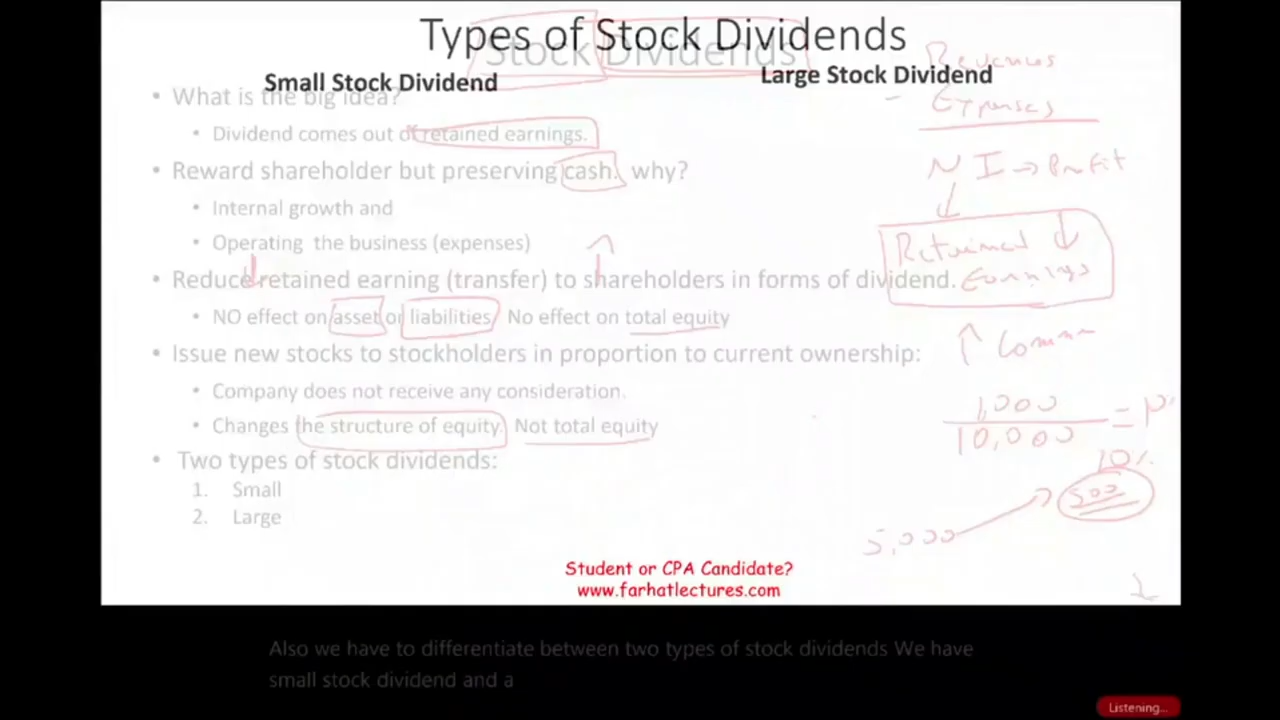 Types of Stock Dividends
Stock Dividends
Small Stock Dividend
Large Stock Dividend
• What is the big idea?
• Dividend comes out of retained earnings.
• Reward shareholder but preserving cash. why?
• Internal growth and
• Operating the business (expenses)
• Reduce retained earning (transfer) to shareholders in forms of dividend.
• NO effect on asset or liabilities. No effect on total equity
• Issue new stocks to stockholders in proportion to current ownership:
• Company does not receive any consideration.
• Changes the structure of equity. Not total equity
• Two types of stock dividends:
1. Small
2. Large
Revenues
- Expenses
N I → Profit
Retained ↓
Earnings
↑ Comm
1,000
10,000
=
10%
500
5,000
Student or CPA Candidate?
www.farhatlectures.com
Also we have to differentiate between two types of stock dividends We have
small stock dividend and a
Listening...